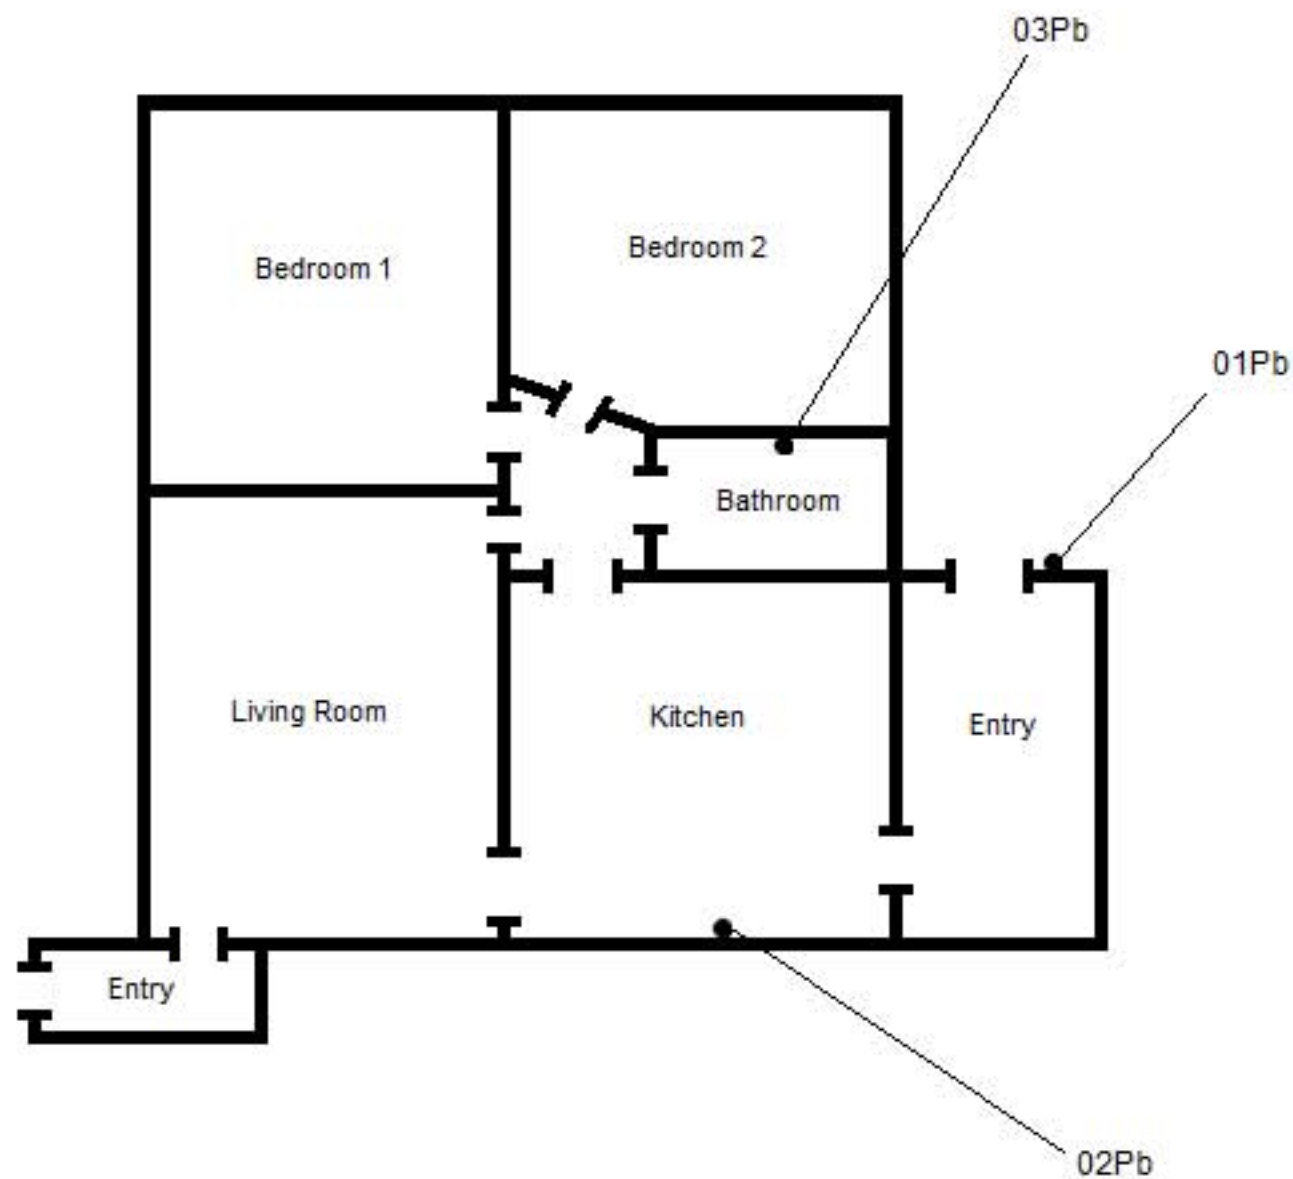 03Pb
Bedroom 2
Bedroom 1
01Pb
Bathroom
Living Room
Kitchen
Entry
Entry
02Pb